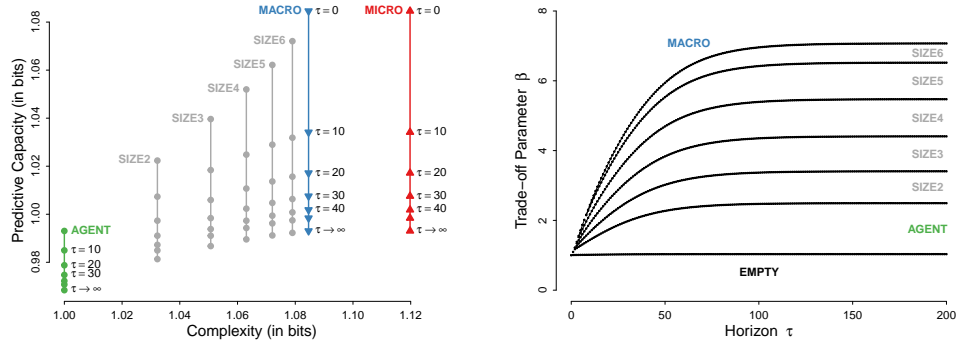 MACRO τ = 0
MICRO τ = 0
SIZE6
SIZE5
SIZE4
SIZE3
SIZE2
AGENT
τ = 10
τ = 20
τ = 30
τ → ∞
τ = 10
τ = 20
τ = 30
τ = 40
τ → ∞
τ = 10
τ = 20
τ = 30
τ = 40
τ → ∞
Predictive Capacity (in bits)
1.08
1.06
1.04
1.02
1.00
0.98
1.00 1.02 1.04 1.06 1.08 1.10 1.12
Complexity (in bits)
Trade−off Parameter β
8
6
4
2
0
MACRO
SIZE6
SIZE5
SIZE4
SIZE3
SIZE2
AGENT
EMPTY
0 50 100 150 200
Horizon τ